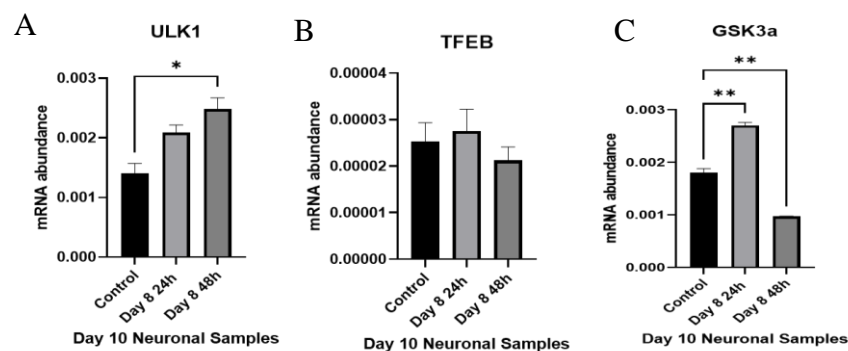 A
ULK1
*
0.003
0.002
0.001
0.000
mRNA abundance
Control
Day 8 24h
Day 8 48h
Day 10 Neuronal Samples
B
TFEB
0.00004
0.00003
0.00002
0.00001
0.00000
mRNA abundance
Control
Day 8 24h
Day 8 48h
Day 10 Neuronal Samples
C
GSK3a
**
**
0.003
0.002
0.001
0.000
mRNA abundance
Control
Day 8 24h
Day 8 48h
Day 10 Neuronal Samples